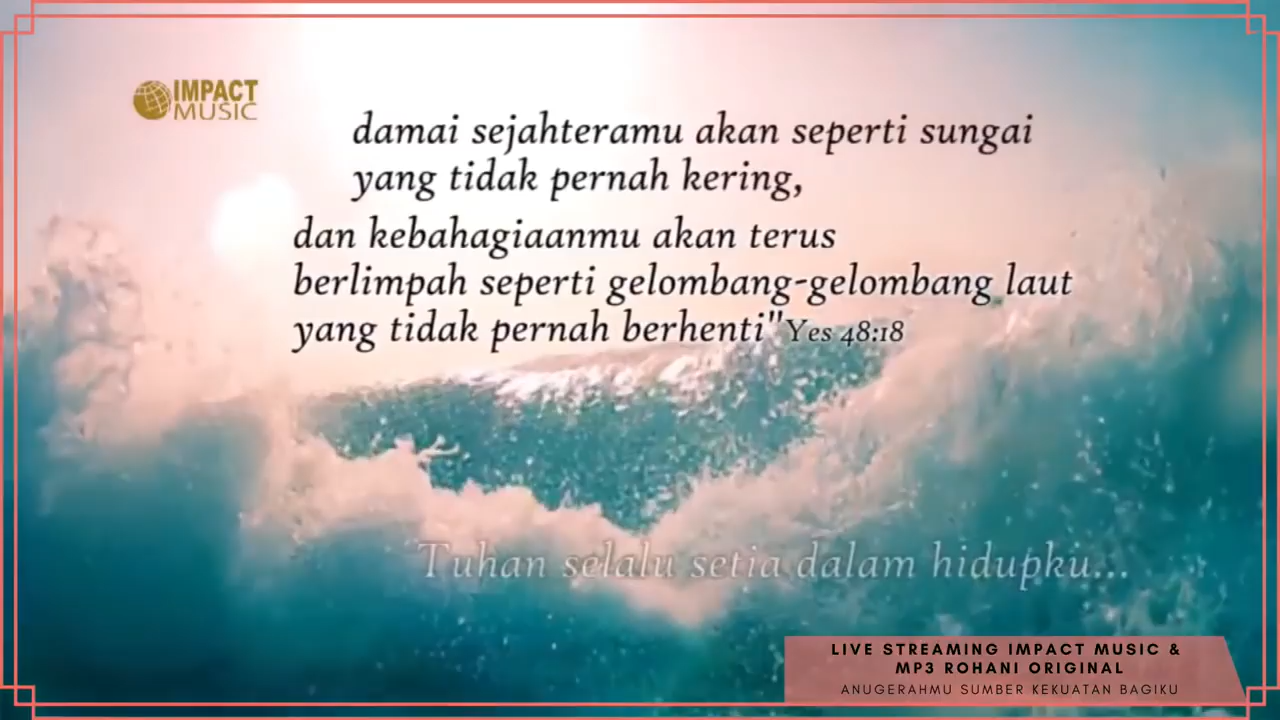 IMPACT
MUSIC
damai sejahteramu akan seperti sungai
yang tidak pernah kering,
dan kebahagiaanmu akan terus
berlimpah seperti gelombang-gelombang laut
yang tidak pernah berhenti"Yes 48:18
Tuhan selalu setia dalam hidupku...
LIVE STREAMING IMPACT MUSIC &
MP3 ROHANI ORIGINAL
ANUGERAHMU SUMBER KEKUATAN BAGIKU